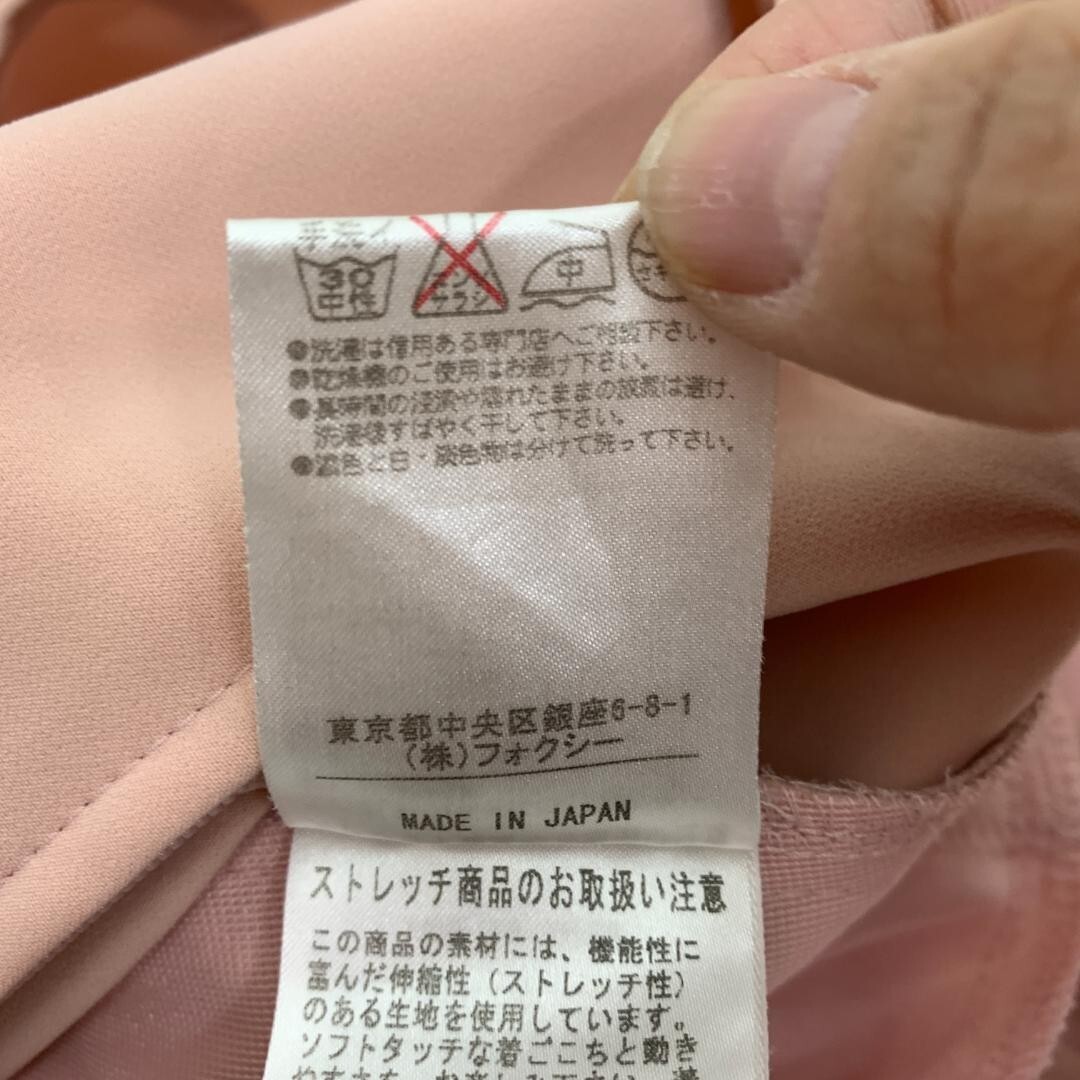 30
中性
エンソ
サラシ
中
●洗濯は信用ある専門店へご相談下さい。
●乾燥機のご使用はお避け下さい。
●長時間の浸漬や濡れたままの放置は避け、
洗濯後すばやく干して下さい。
●濃色と白・淡色物は分けて洗って下さい。
東京都中央区銀座6-8-1
(株)フォクシー
MADE IN JAPAN
ストレッチ商品のお取扱い注意
この商品の素材には、機能性に
富んだ伸縮性(ストレッチ性)
のある生地を使用しています。
ソフトタッチな着ごこちと動き